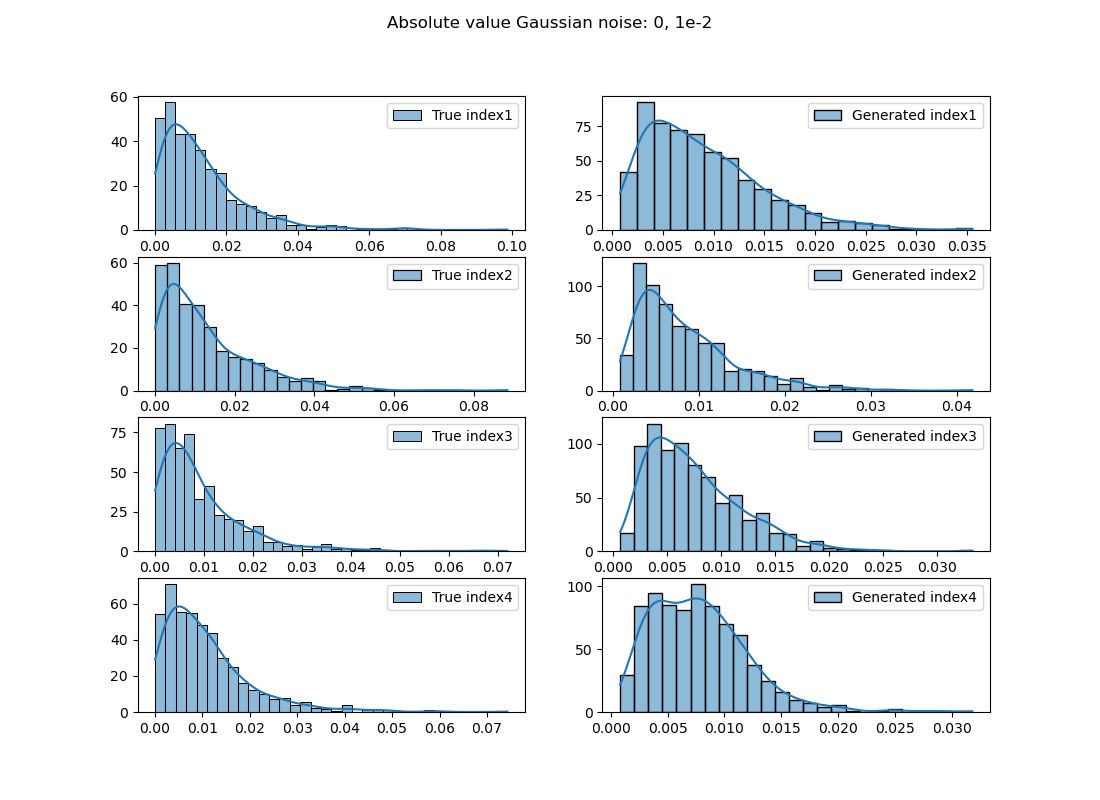 Absolute value Gaussian noise: 0, 1e-2
60
40
20
0
True index1
0.00 0.02 0.04 0.06 0.08 0.10
75
50
25
0
Generated index1
0.000 0.005 0.010 0.015 0.020 0.025 0.030 0.035
60
40
20
0
True index2
0.00 0.02 0.04 0.06 0.08
100
50
0
Generated index2
0.00 0.01 0.02 0.03 0.04
75
50
25
0
True index3
0.00 0.01 0.02 0.03 0.04 0.05 0.06 0.07
100
50
0
Generated index3
0.000 0.005 0.010 0.015 0.020 0.025 0.030
60
40
20
0
True index4
0.00 0.01 0.02 0.03 0.04 0.05 0.06 0.07
100
50
0
Generated index4
0.000 0.005 0.010 0.015 0.020 0.025 0.030